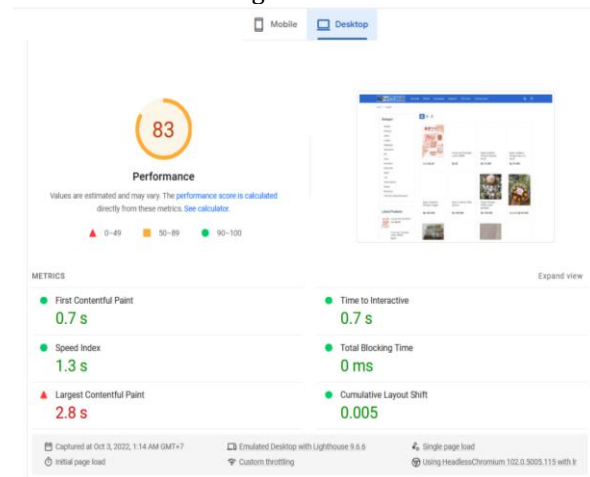 Mobile Desktop
83
Performance
Values are estimated and may vary. The performance score is calculated
directly from these metrics. See calculator.
0–49 50–89 90–100
METRICS Expand view
First Contentful Paint
0.7 s
Time to Interactive
0.7 s
Speed Index
1.3 s
Total Blocking Time
0 ms
Largest Contentful Paint
2.8 s
Cumulative Layout Shift
0.005
Captured at Oct 3, 2022, 1:14 AM GMT+7
Emulated Desktop with Lighthouse 9.6.6
Single page load
Initial page load
Custom throttling
Using HeadlessChromium 102.0.5005.115 with lr